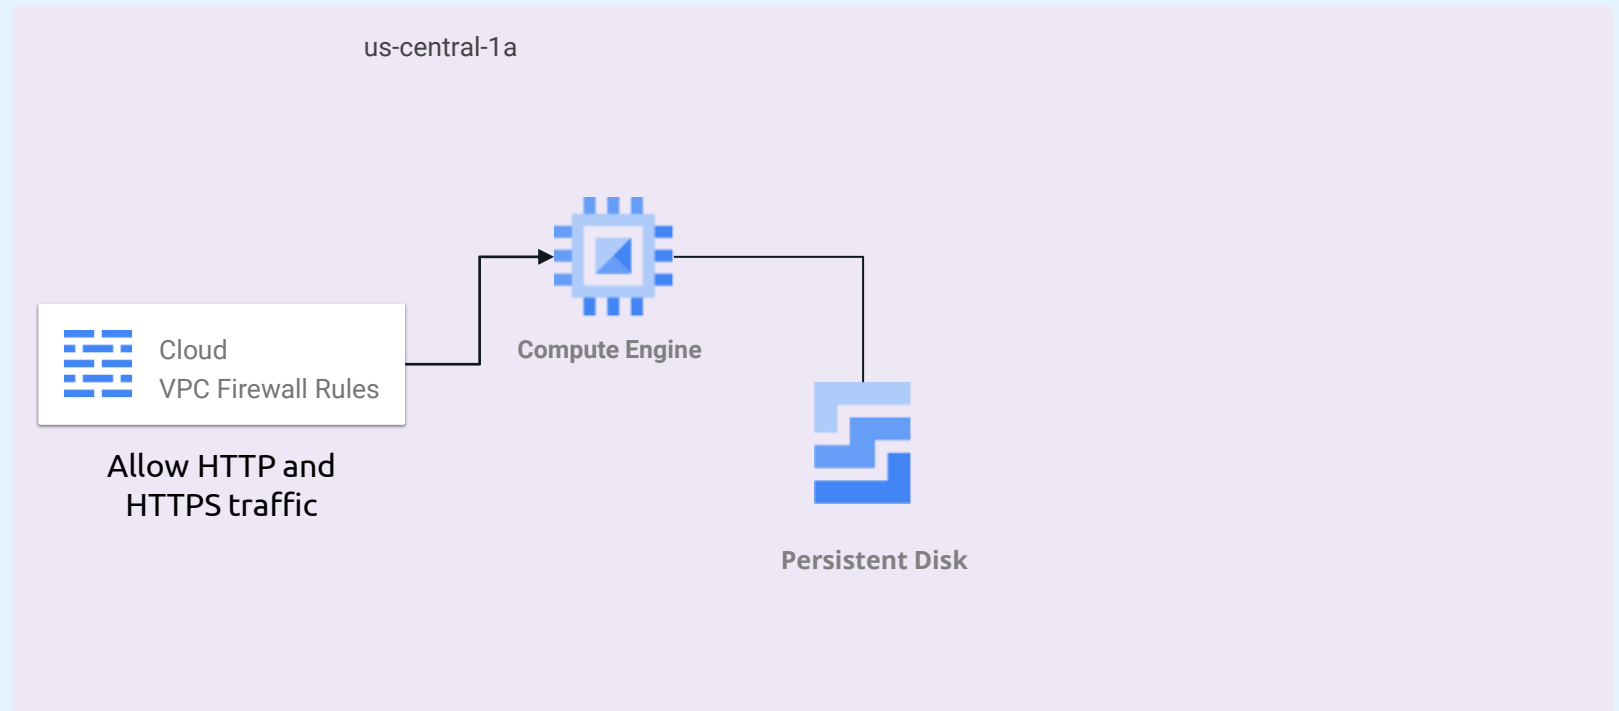 us-central-1a
Cloud
VPC Firewall Rules
Compute Engine
Allow HTTP and
HTTPS traffic
Persistent Disk